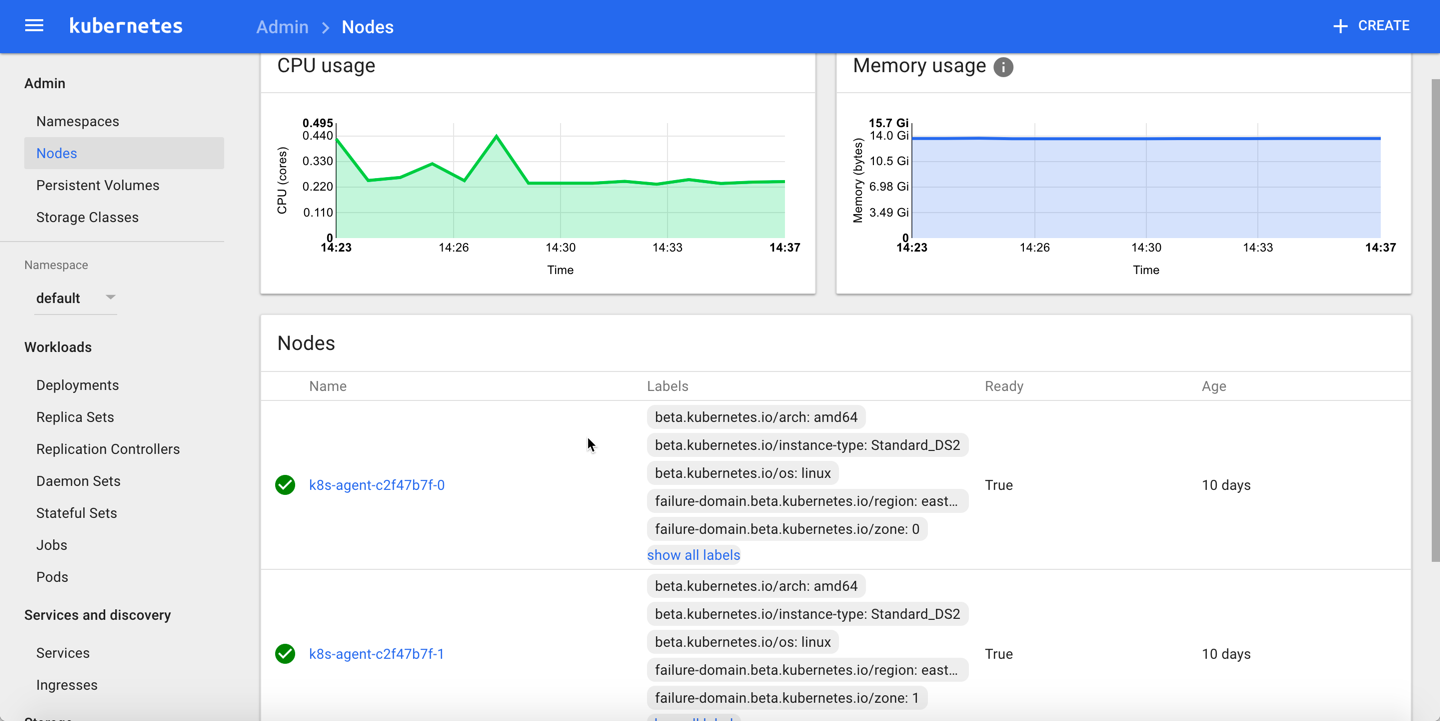 kubernetes
Admin > Nodes
+ CREATE
Admin
Namespaces
Nodes
Persistent Volumes
Storage Classes
Namespace
default
Workloads
Deployments
Replica Sets
Replication Controllers
Daemon Sets
Stateful Sets
Jobs
Pods
Services and discovery
Services
Ingresses
CPU usage
CPU (cores)
0.495
0.440
0.330
0.220
0.110
0
14:23 14:26 14:30 14:33 14:37
Time
Memory usage
Memory (bytes)
15.7 Gi
14.0 Gi
10.5 Gi
6.98 Gi
3.49 Gi
0
14:23 14:26 14:30 14:33 14:37
Time
Nodes
Name Labels Ready Age
beta.kubernetes.io/arch: amd64
beta.kubernetes.io/instance-type: Standard_DS2
beta.kubernetes.io/os: linux
k8s-agent-c2f47b7f-0 True 10 days
failure-domain.beta.kubernetes.io/region: east...
failure-domain.beta.kubernetes.io/zone: 0
show all labels
beta.kubernetes.io/arch: amd64
beta.kubernetes.io/instance-type: Standard_DS2
beta.kubernetes.io/os: linux
k8s-agent-c2f47b7f-1 True 10 days
failure-domain.beta.kubernetes.io/region: east...
failure-domain.beta.kubernetes.io/zone: 1